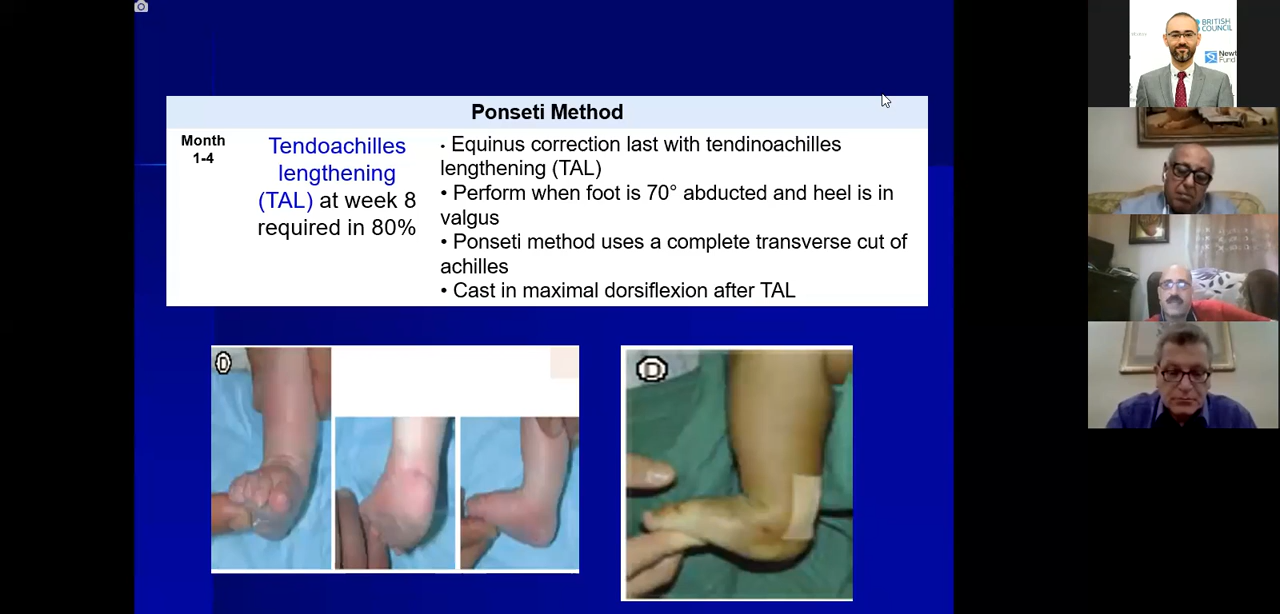 Ponseti Method
Month
1-4
Tendoachilles
lengthening
(TAL) at week 8
required in 80%
· Equinus correction last with tendinoachilles
lengthening (TAL)
• Perform when foot is 70° abducted and heel is in
valgus
• Ponseti method uses a complete transverse cut of
achilles
• Cast in maximal dorsiflexion after TAL
D
D
BRITISH
COUNCIL
Newt
Fund